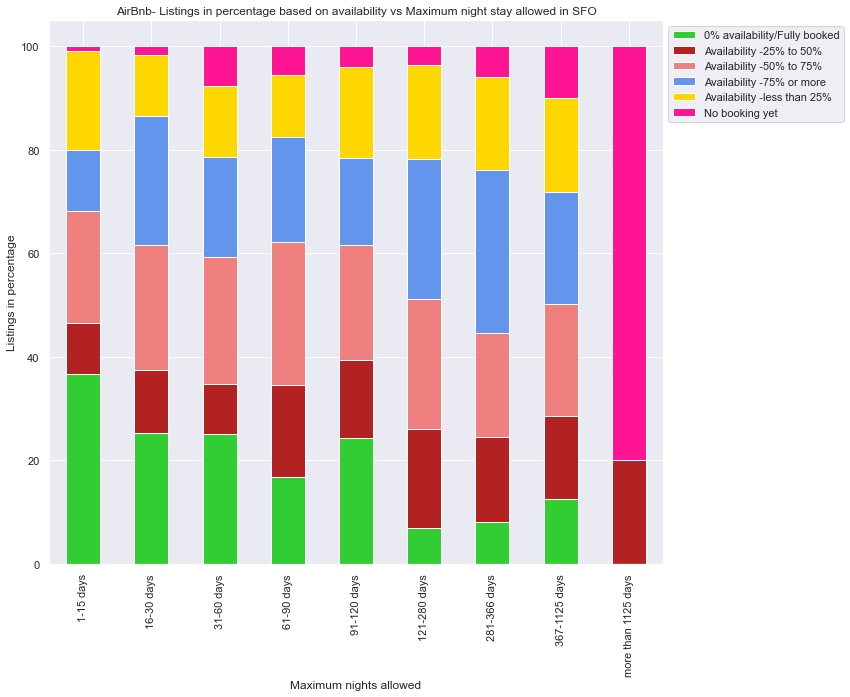 AirBnb- Listings in percentage based on availability vs Maximum night stay allowed in SFO
100
80
60
40
20
0
Listings in percentage
1-15 days
16-30 days
31-60 days
61-90 days
91-120 days
121-280 days
281-366 days
367-1125 days
more than 1125 days
Maximum nights allowed
0% availability/Fully booked
Availability -25% to 50%
Availability -50% to 75%
Availability -75% or more
Availability -less than 25%
No booking yet